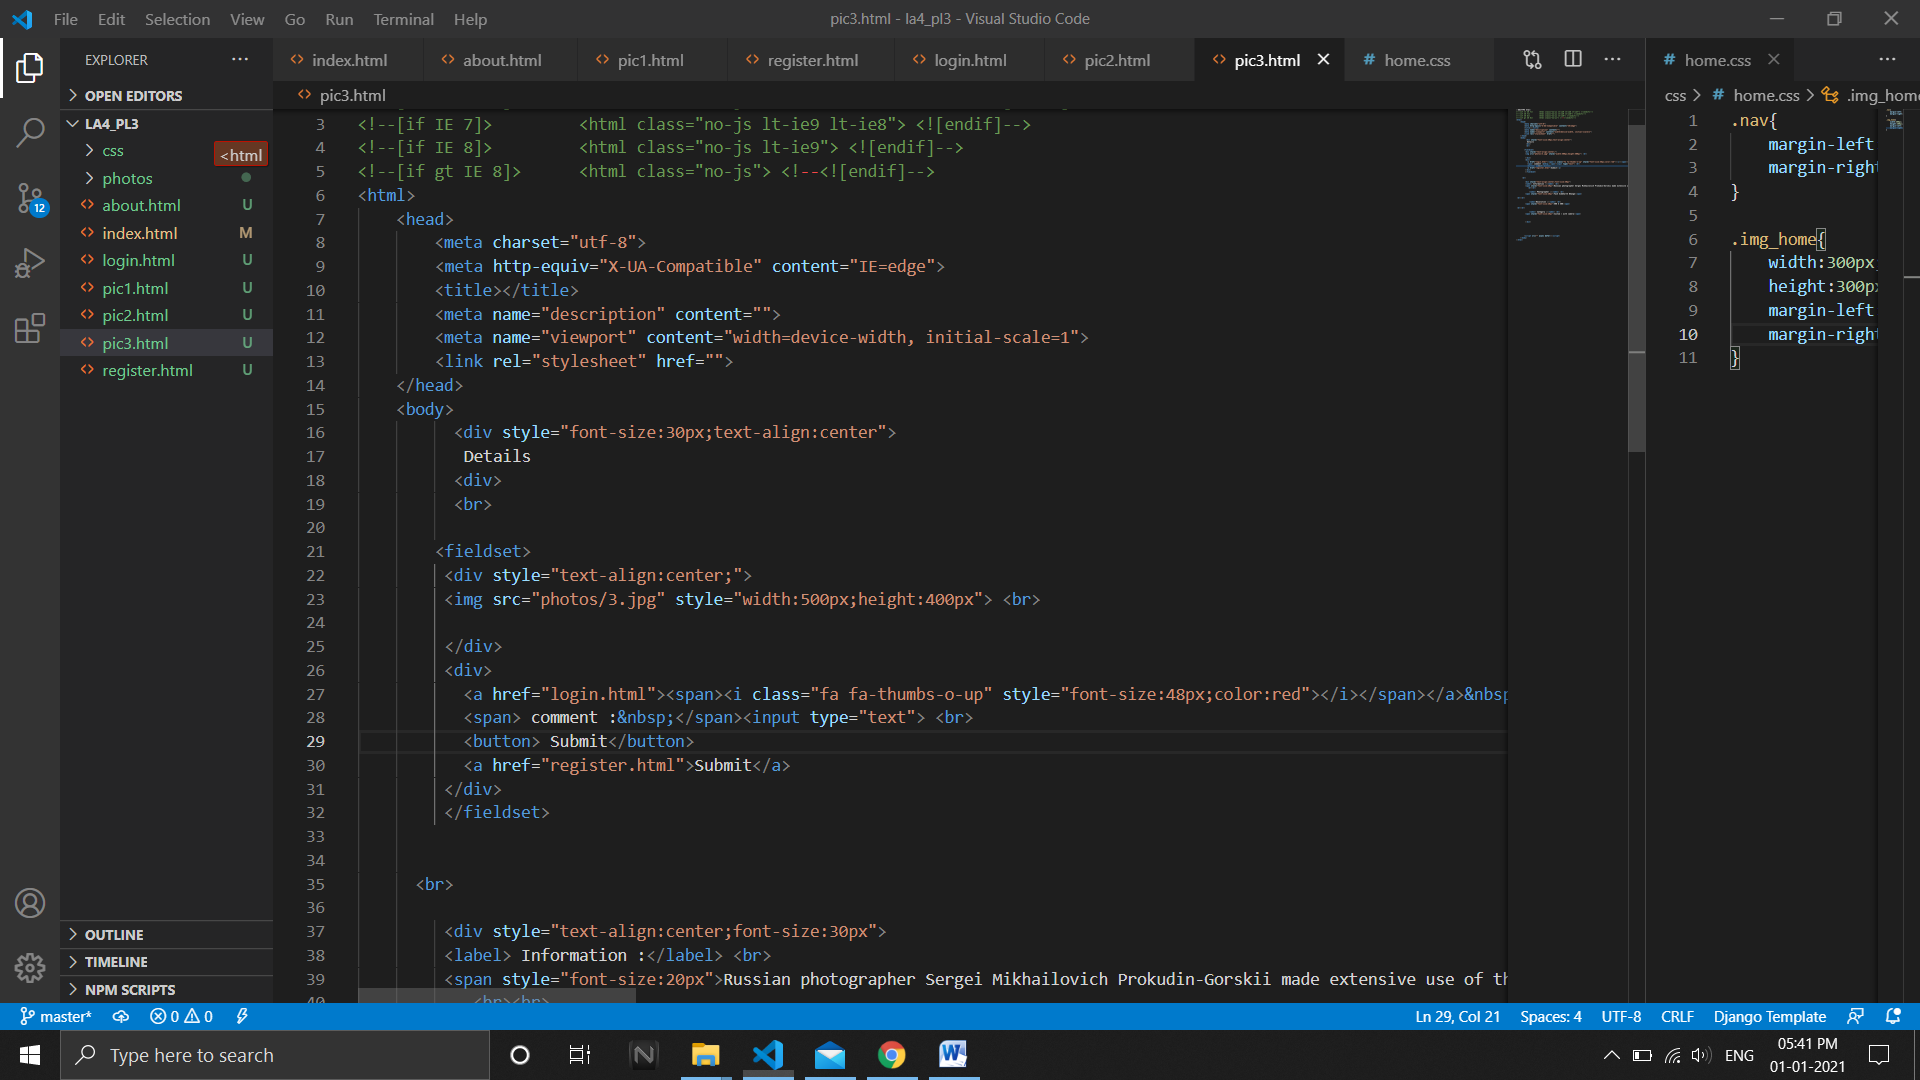 File Edit Selection View Go Run Terminal Help
pic3.html - la4_pl3 - Visual Studio Code
EXPLORER
OPEN EDITORS
LA4_PL3
css
<html
photos
about.html U
index.html M
login.html U
pic1.html U
pic2.html U
pic3.html U
register.html U
OUTLINE
TIMELINE
NPM SCRIPTS
12
index.html about.html pic1.html register.html login.html pic2.html pic3.html # home.css
pic3.html
3 <!--[if IE 7]> <html class="no-js lt-ie9 lt-ie8"> <![endif]-->
4 <!--[if IE 8]> <html class="no-js lt-ie9"> <![endif]-->
5 <!--[if gt IE 8]> <html class="no-js"> <!--<![endif]-->
6 <html>
7 <head>
8 <meta charset="utf-8">
9 <meta http-equiv="X-UA-Compatible" content="IE=edge">
10 <title></title>
11 <meta name="description" content="">
12 <meta name="viewport" content="width=device-width, initial-scale=1">
13 <link rel="stylesheet" href="">
14 </head>
15 <body>
16 <div style="font-size:30px;text-align:center">
17 Details
18 <div>
19 <br>
20
21 <fieldset>
22 <div style="text-align:center;">
23 <img src="photos/3.jpg" style="width:500px;height:400px"> <br>
24
25 </div>
26 <div>
27 <a href="login.html"><span><i class="fa fa-thumbs-o-up" style="font-size:48px;color:red"></i></span></a>&nbsp
28 <span> comment :&nbsp;</span><input type="text"> <br>
29 <button> Submit</button>
30 <a href="register.html">Submit</a>
31 </div>
32 </fieldset>
33
34
35 <br>
36
37 <div style="text-align:center;font-size:30px">
38 <label> Information :</label> <br>
39 <span style="font-size:20px">Russian photographer Sergei Mikhailovich Prokudin-Gorskii made extensive use of th
40 <br><br>
# home.css
css > # home.css > .img_home
1 .nav{
2 margin-left
3 margin-right
4 }
5
6 .img_home{
7 width:300px
8 height:300px
9 margin-left
10 margin-right
11 }
master* 0 0
Ln 29, Col 21 Spaces: 4 UTF-8 CRLF Django Template
Type here to search
ENG
05:41 PM
01-01-2021